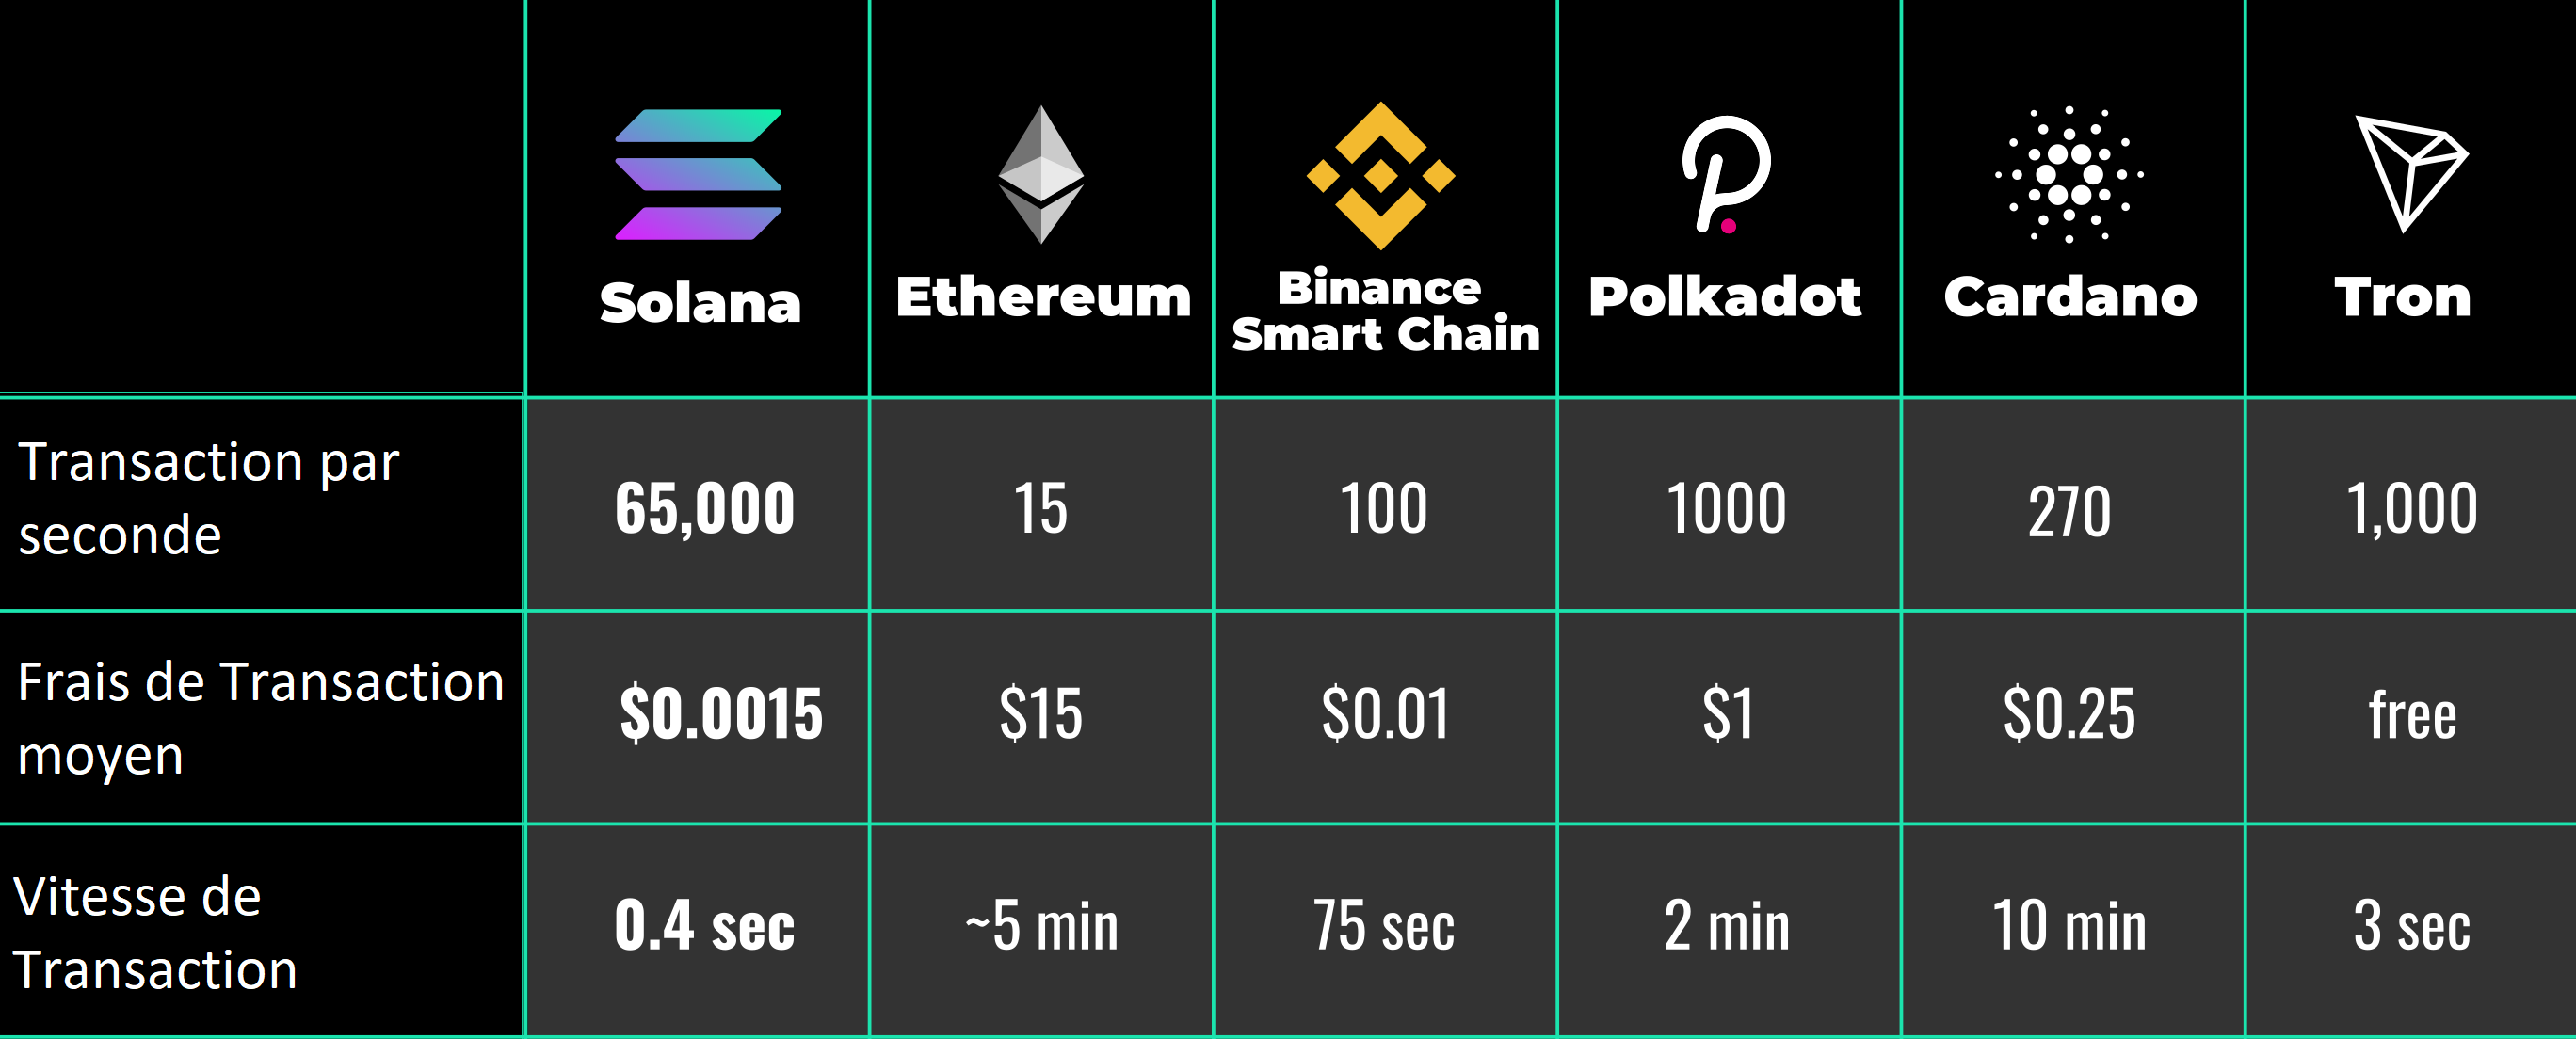 Solana
Ethereum
Binance
Smart Chain
Polkadot
Cardano
Tron
Transaction par
seconde
65,000
15
100
1000
270
1,000
Frais de Transaction
moyen
$0.0015
$15
$0.01
$1
$0.25
free
Vitesse de
Transaction
0.4 sec
~5 min
75 sec
2 min
10 min
3 sec